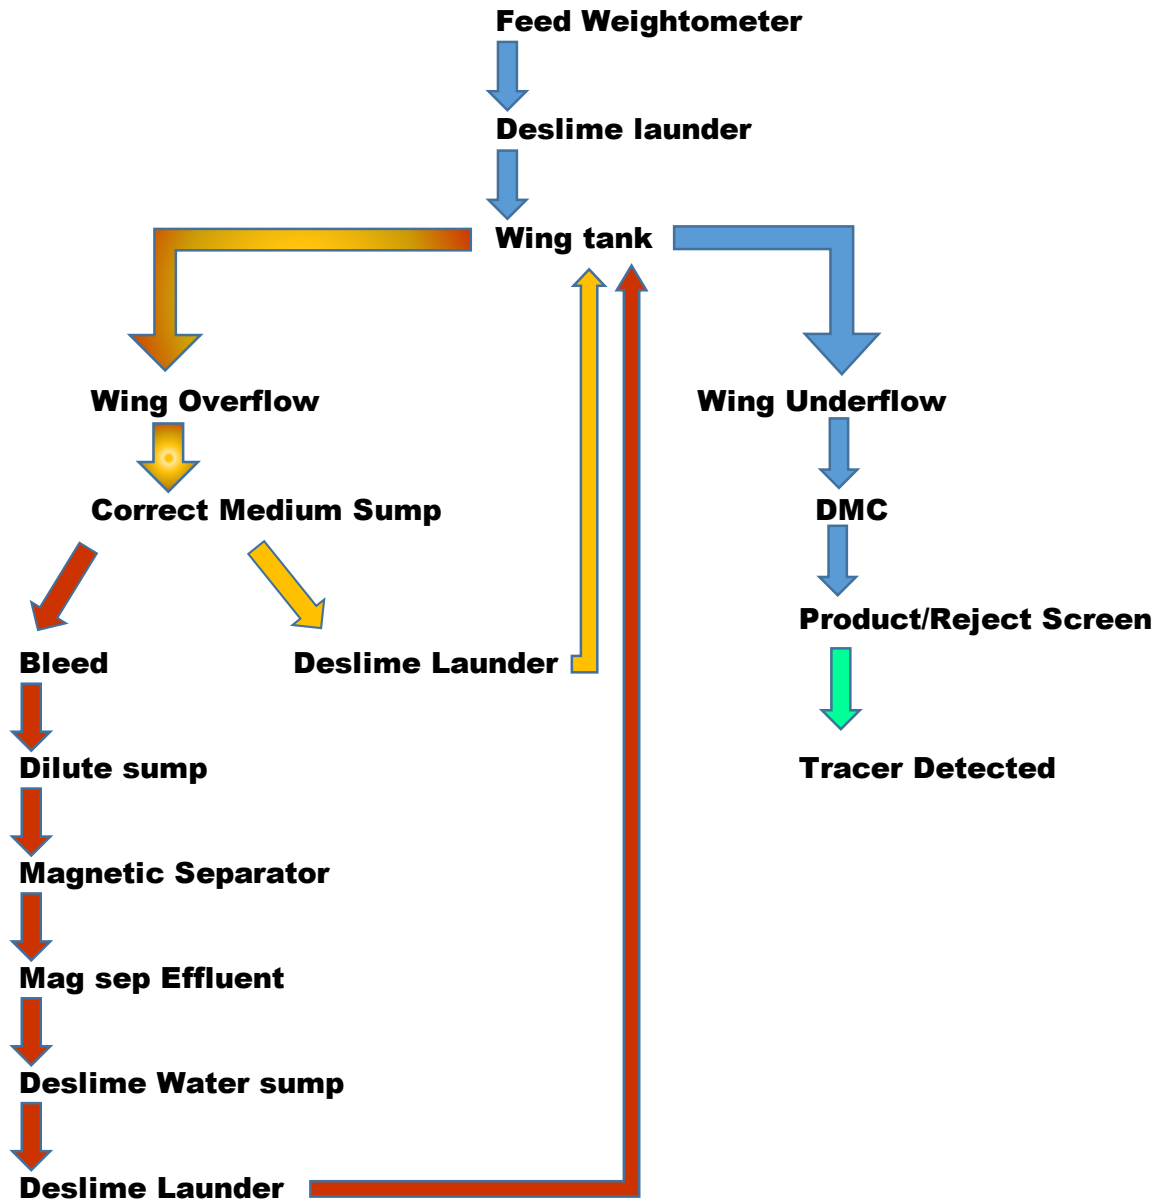 Feed Weightometer
Deslime launder
Wing tank
Wing Overflow
Wing Underflow
Correct Medium Sump
DMC
Product/Reject Screen
Bleed
Deslime Launder
Dilute sump
Tracer Detected
Magnetic Separator
Mag sep Effluent
Deslime Water sump
Deslime Launder